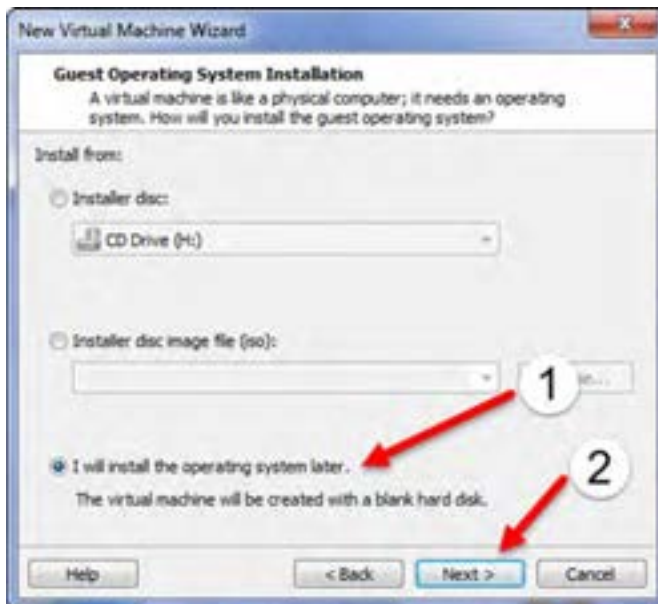 New Virtual Machine Wizard
Guest Operating System Installation
A virtual machine is like a physical computer; it needs an operating
system. How will you install the guest operating system?
Install from:
Installer disc:
CD Drive (H:)
Installer disc image file (iso):
1
I will install the operating system later.
2
The virtual machine will be created with a blank hard disk.
Help
< Back
Next >
Cancel